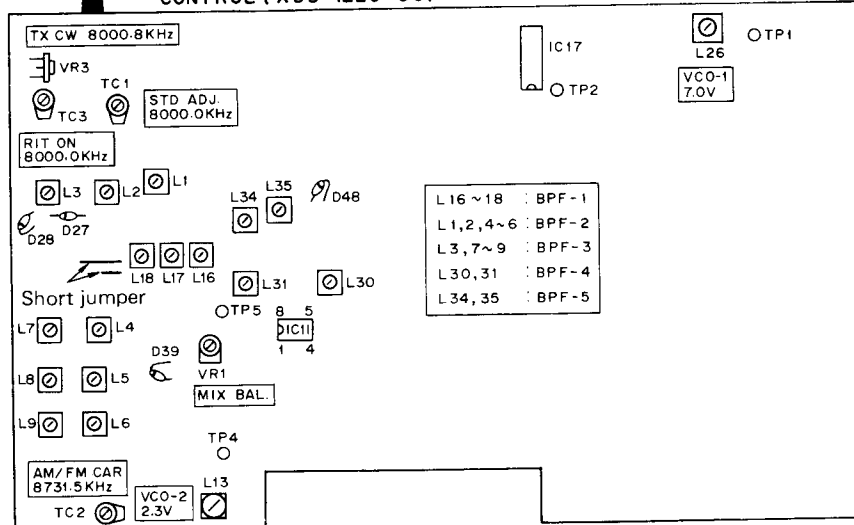 TX CW 8000.8KHz
VR3
TC3
TC1
STD ADJ.
8000.0KHz
RIT ON
8000.0KHz
L3
L2
L1
D28
D27
L34
L35
D48
L18
L17
L16
Short jumper
L31
L30
TP5
8 5
IC11
1 4
L7
L4
L8
L5
L9
L6
D39
VR1
MIX BAL.
TP4
AM/FM CAR
8731.5KHz
TC2
VCO-2
2.3V
L13
IC17
TP2
L26
TP1
VCO-1
7.0V
L16~18 : BPF-1
L1,2,4~6 : BPF-2
L3,7~9 : BPF-3
L30,31 : BPF-4
L34,35 : BPF-5